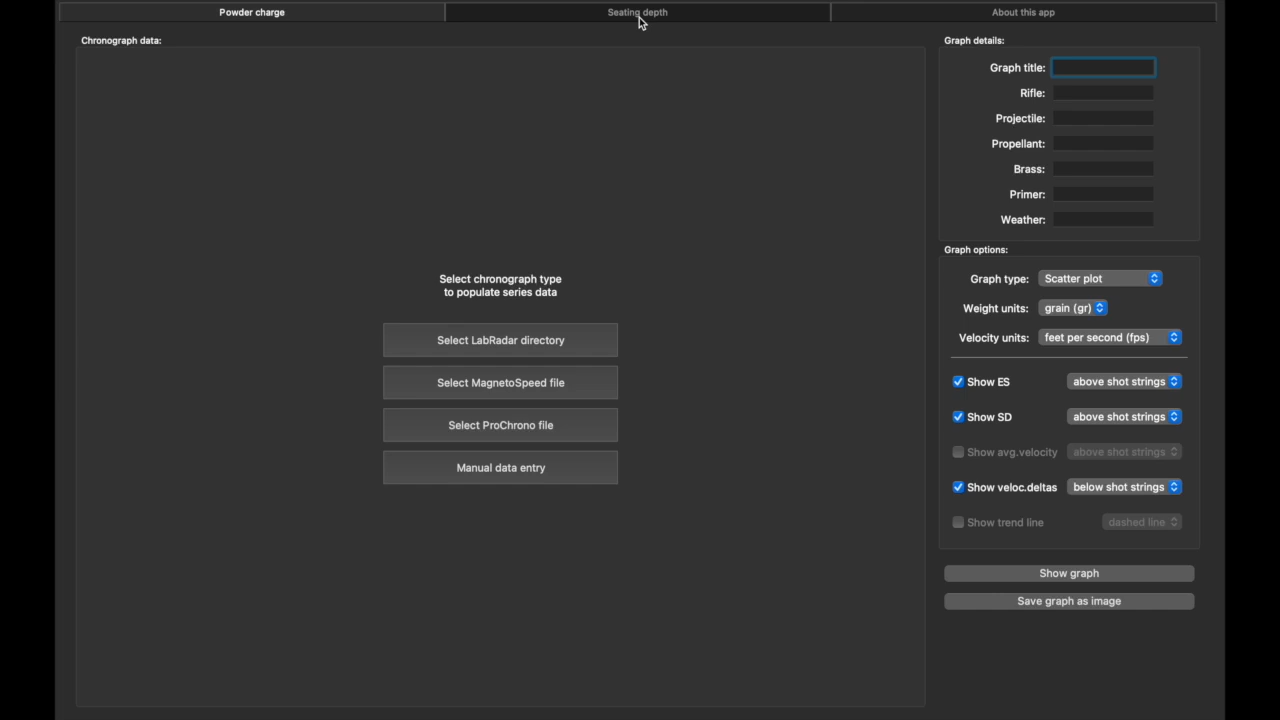 Powder charge
Seating depth
About this app
Chronograph data:
Select chronograph type
to populate series data
Select LabRadar directory
Select MagnetoSpeed file
Select ProChrono file
Manual data entry
Graph details:
Graph title:
Rifle:
Projectile:
Propellant:
Brass:
Primer:
Weather:
Graph options:
Graph type: Scatter plot
Weight units: grain (gr)
Velocity units: feet per second (fps)
Show ES above shot strings
Show SD above shot strings
Show avg.velocity above shot strings
Show veloc.deltas below shot strings
Show trend line dashed line
Show graph
Save graph as image